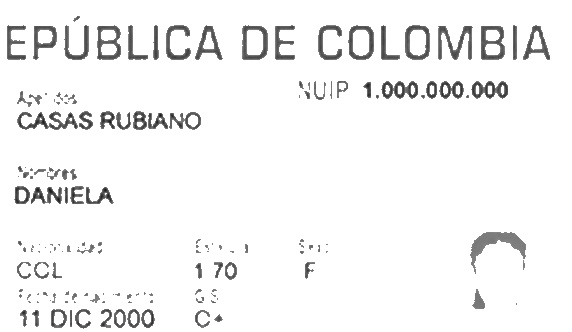 EPÚBLICA DE COLOMBIA
NUIP 1.000.000.000
Apellidos
CASAS RUBIANO
Nombres
DANIELA
Nacionalidad Estatura Sexo
COL 1.70 F
Fecha de nacimiento G.S.
11 DIC 2000